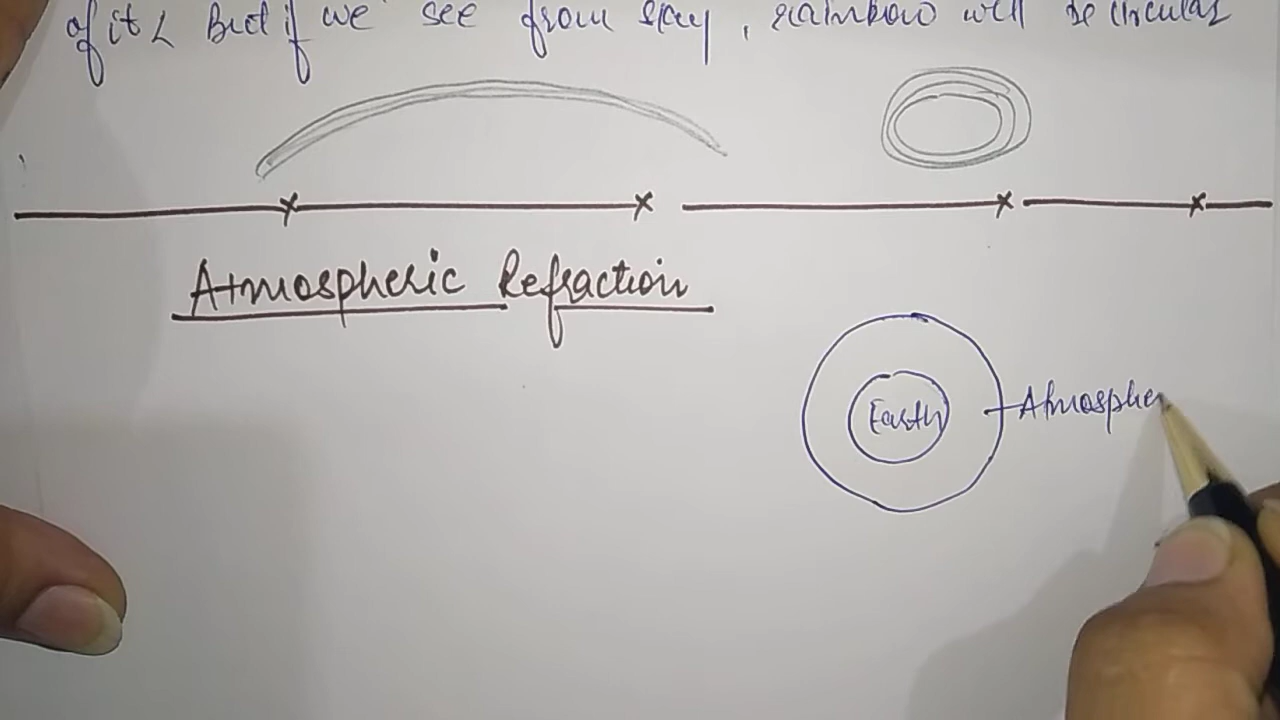 of it. But if we see from sky, rainbow will be circular
Atmospheric Refraction
Earth
Atmospher